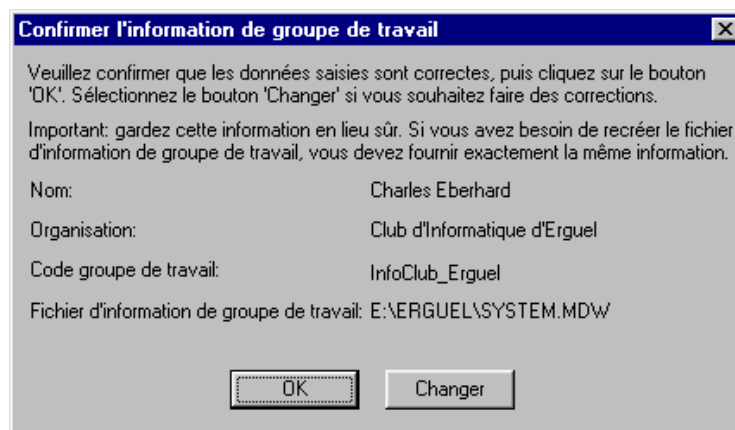 Confirmer l'information de groupe de travail
Veuillez confirmer que les données saisies sont correctes, puis cliquez sur le bouton
'OK'. Sélectionnez le bouton 'Changer' si vous souhaitez faire des corrections.
Important: gardez cette information en lieu sûr. Si vous avez besoin de recréer le fichier
d'information de groupe de travail, vous devez fournir exactement la même information.
Nom: Charles Eberhard
Organisation: Club d'Informatique d'Erguel
Code groupe de travail: InfoClub_Erguel
Fichier d'information de groupe de travail: E:\ERGUEL\SYSTEM.MDW
OK Changer